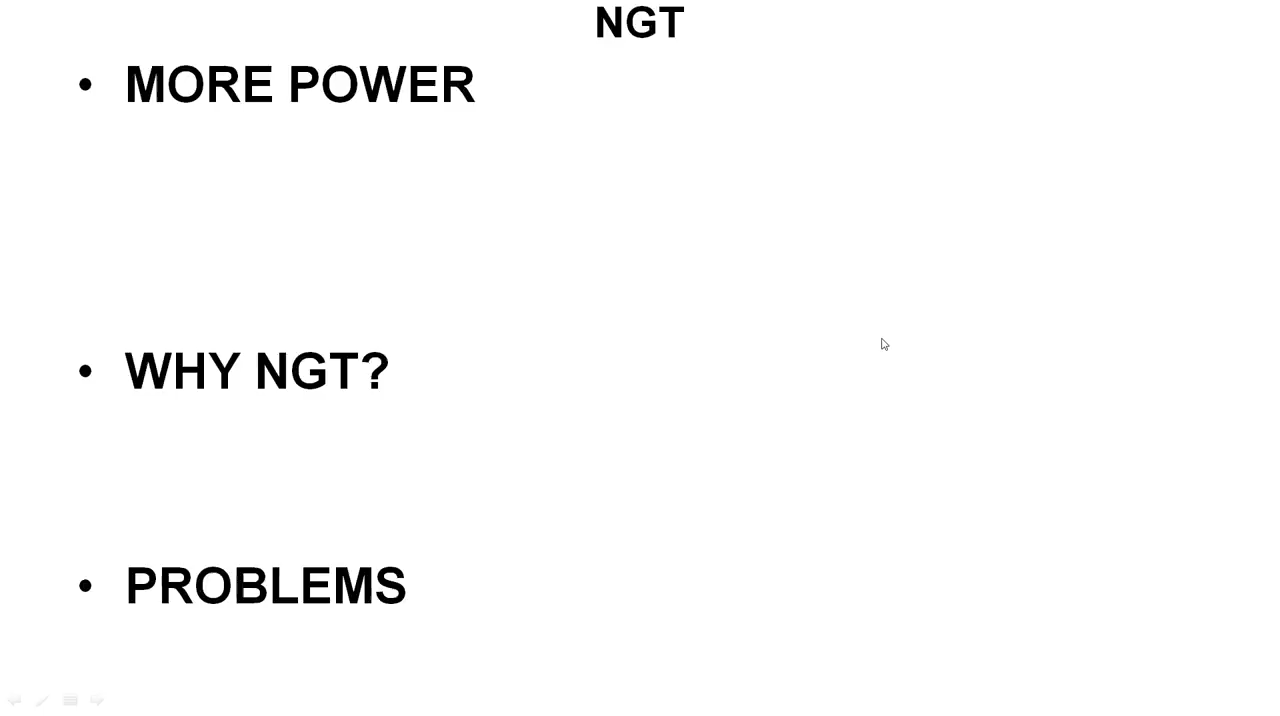 NGT
• MORE POWER
• WHY NGT?
• PROBLEMS